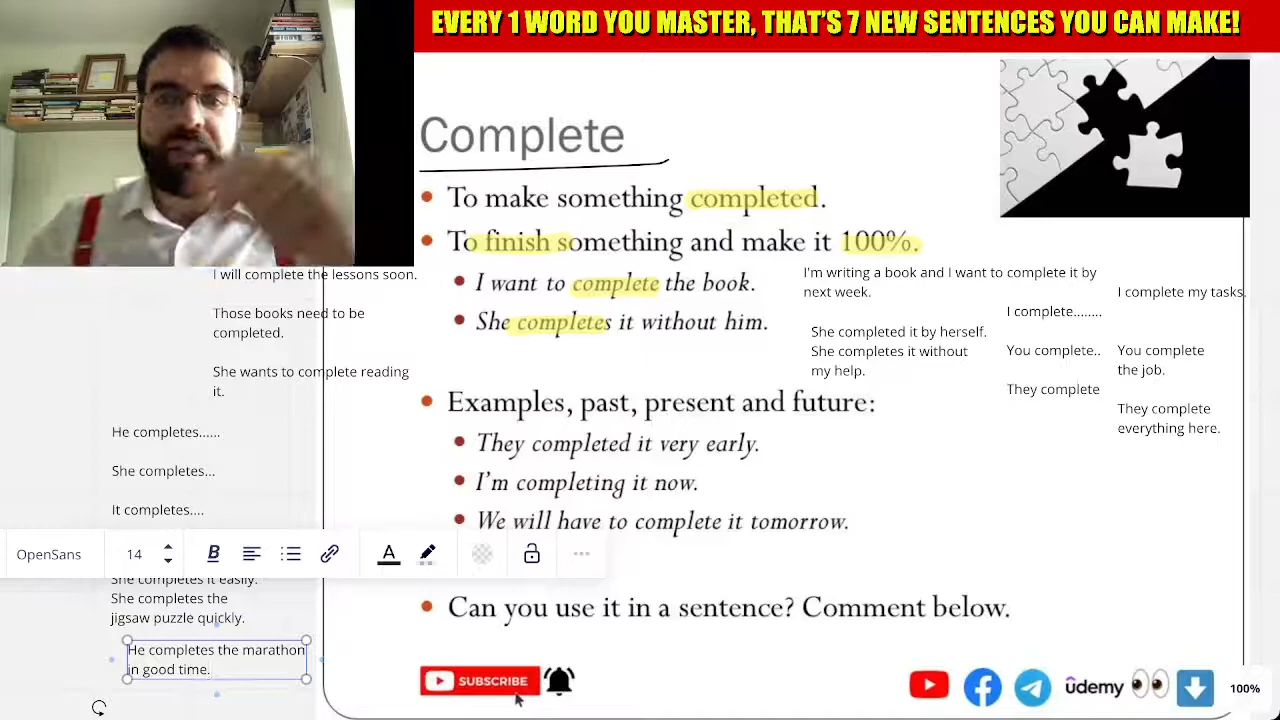 EVERY 1 WORD YOU MASTER, THAT'S 7 NEW SENTENCES YOU CAN MAKE!
Complete
• To make something completed.
• To finish something and make it 100%.
• I want to complete the book.
• She completes it without him.
• Examples, past, present and future:
• They completed it very early.
• I'm completing it now.
• We will have to complete it tomorrow.
• Can you use it in a sentence? Comment below.
I will complete the lessons soon.
Those books need to be
completed.
She wants to complete reading
it.
He completes......
She completes...
It completes....
OpenSans
14
B
A
She completes it easily.
She completes the
jigsaw puzzle quickly.
He completes the marathon
in good time.
I'm writing a book and I want to complete it by
next week.
She completed it by herself.
She completes it without
my help.
I complete........
You complete..
They complete
I complete my tasks.
You complete
the job.
They complete
everything here.
SUBSCRIBE
ûdemy
100%